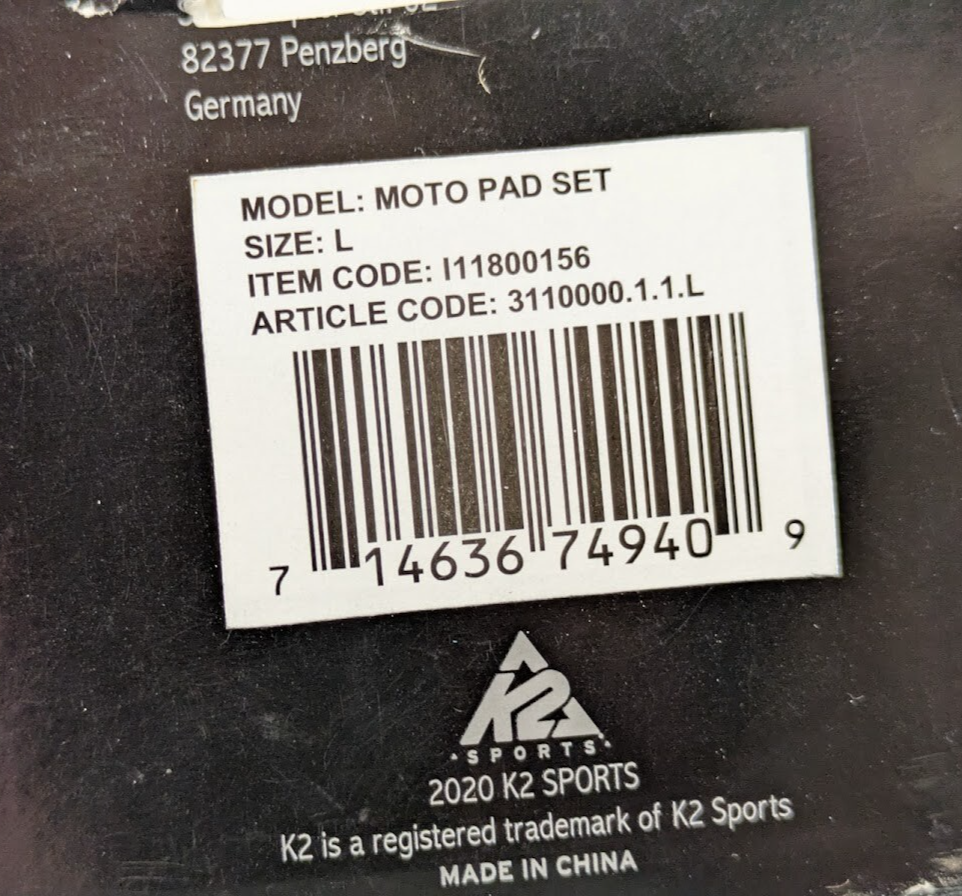 82377 Penzberg
Germany
MODEL: MOTO PAD SET
SIZE: L
ITEM CODE: I11800156
ARTICLE CODE: 3110000.1.1.L
7 14636 74940 9
K2
SPORTS
2020 K2 SPORTS
K2 is a registered trademark of K2 Sports
MADE IN CHINA